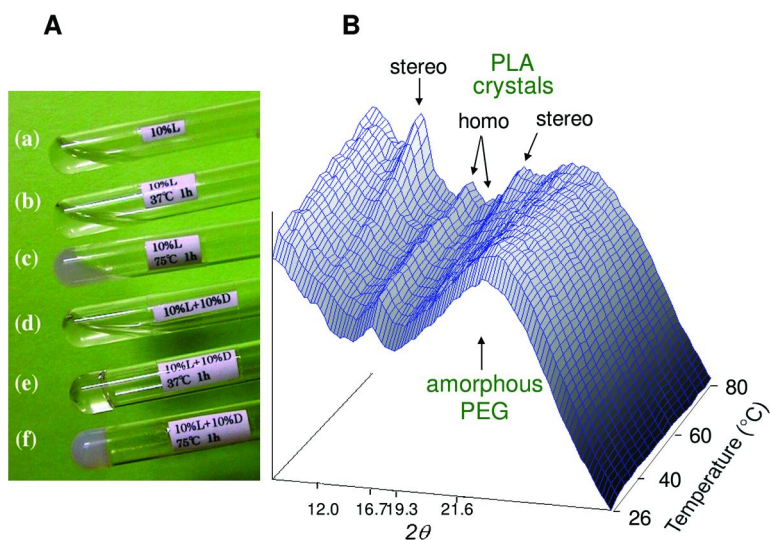 A
(a)
10%L
(b)
10%L
37℃ 1h
(c)
10%L
75℃ 1h
(d)
10%L+10%D
(e)
10%L+10%D
37℃ 1h
(f)
10%L+10%D
75℃ 1h
B
stereo
PLA
crystals
homo
stereo
amorphous
PEG
12.0
16.7
19.3
21.6
2θ
26
40
60
80
Temperature (°C)